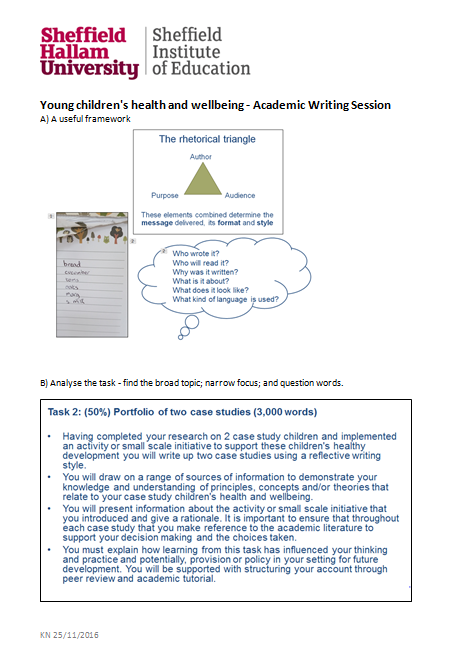 Sheffield
Hallam
University
Sheffield
Institute
of Education
Young children's health and wellbeing - Academic Writing Session
A) A useful framework
The rhetorical triangle
Author
Purpose
Audience
These elements combined determine the
message delivered, its format and style
1
2
bread
cucumber
oats
2
Who wrote it?
Who will read it?
Why was it written?
What is it about?
What does it look like?
What kind of language is used?
B) Analyse the task - find the broad topic; narrow focus; and question words.
Task 2: (50%) Portfolio of two case studies (3,000 words)
• Having completed your research on 2 case study children and implemented
an activity or small scale initiative to support these children's healthy
development you will write up two case studies using a reflective writing
style.
• You will draw on a range of sources of information to demonstrate your
knowledge and understanding of principles, concepts and/or theories that
relate to your case study children's health and wellbeing.
• You will present information about the activity or small scale initiative that
you introduced and give a rationale. It is important to ensure that throughout
each case study that you make reference to the academic literature to
support your decision making and the choices taken.
• You must explain how learning from this task has influenced your thinking
and practice and potentially, provision or policy in your setting for future
development. You will be supported with structuring your account through
peer review and academic tutorial.
KN 25/11/2016